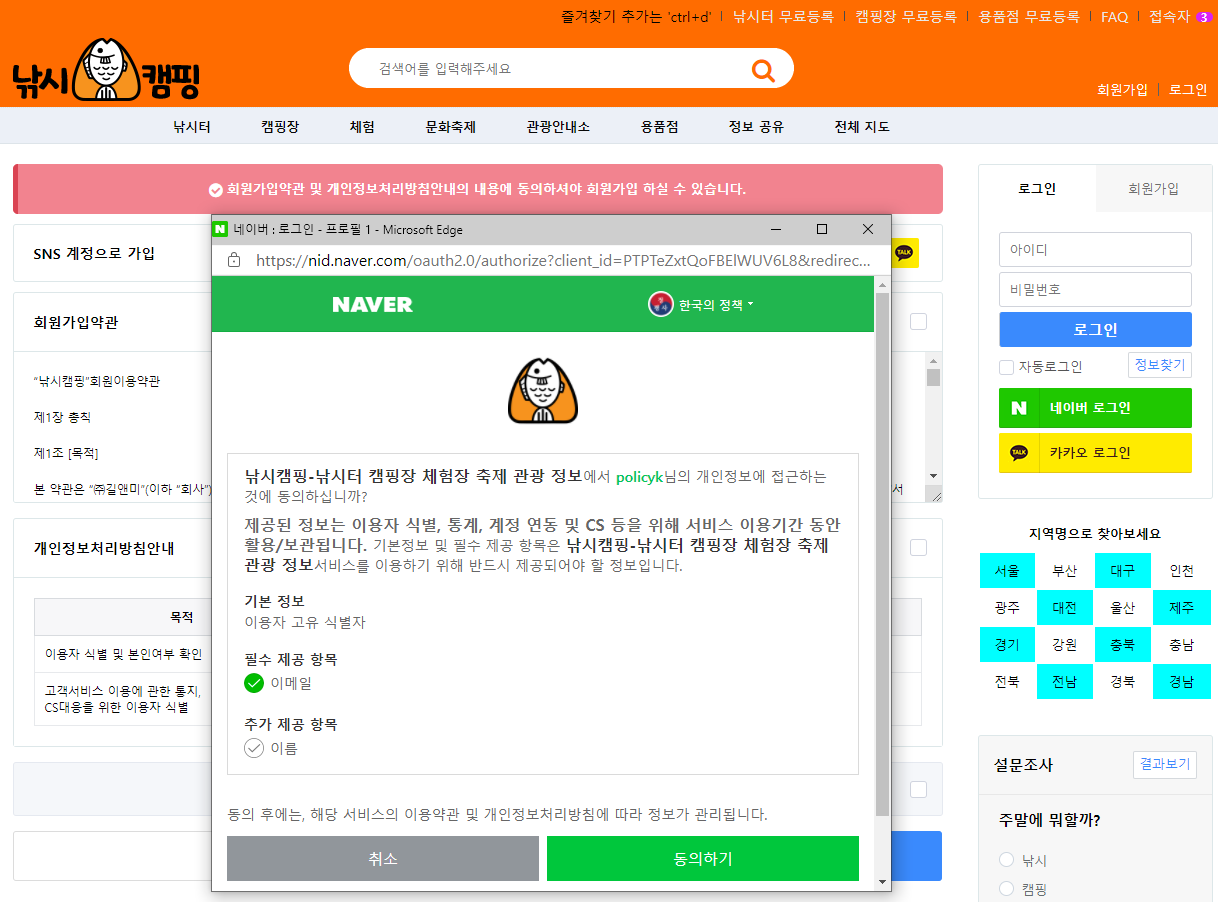 즐겨찾기 추가는 'ctrl+d' 낚시터 무료등록 캠핑장 무료등록 용품점 무료등록 FAQ 접속자 3
낚시 캠핑
검색어를 입력해주세요
회원가입 로그인
낚시터 캠핑장 체험 문화축제 관광안내소 용품점 정보 공유 전체 지도
회원가입약관 및 개인정보처리방침안내의 내용에 동의하셔야 회원가입 하실 수 있습니다.
SNS 계정으로 가입
TALK
회원가입약관
“낚시캠핑”회원이용약관
제1장 총칙
제1조 [목적]
본 약관은 “㈜길앤미”(이하 “회사”)
서
개인정보처리방침안내
목적
이용자 식별 및 본인여부 확인
고객서비스 이용에 관한 통지,
CS대응을 위한 이용자 식별
N 네이버 : 로그인 - 프로필 1 - Microsoft Edge
https://nid.naver.com/oauth2.0/authorize?client_id=PTPTeZxtQoFBElWUV6L8&redirec...
NAVER
한국의 정책
낚시캠핑-낚시터 캠핑장 체험장 축제 관광 정보에서 policyk님의 개인정보에 접근하는
것에 동의하십니까?
제공된 정보는 이용자 식별, 통계, 계정 연동 및 CS 등을 위해 서비스 이용기간 동안
활용/보관됩니다. 기본정보 및 필수 제공 항목은 낚시캠핑-낚시터 캠핑장 체험장 축제
관광 정보서비스를 이용하기 위해 반드시 제공되어야 할 정보입니다.
기본 정보
이용자 고유 식별자
필수 제공 항목
이메일
추가 제공 항목
이름
동의 후에는, 해당 서비스의 이용약관 및 개인정보처리방침에 따라 정보가 관리됩니다.
취소 동의하기
로그인 회원가입
아이디
비밀번호
로그인
자동로그인 정보찾기
N 네이버 로그인
TALK 카카오 로그인
지역명으로 찾아보세요
서울 부산 대구 인천
광주 대전 울산 제주
경기 강원 충북 충남
전북 전남 경북 경남
설문조사 결과보기
주말에 뭐할까?
낚시
캠핑